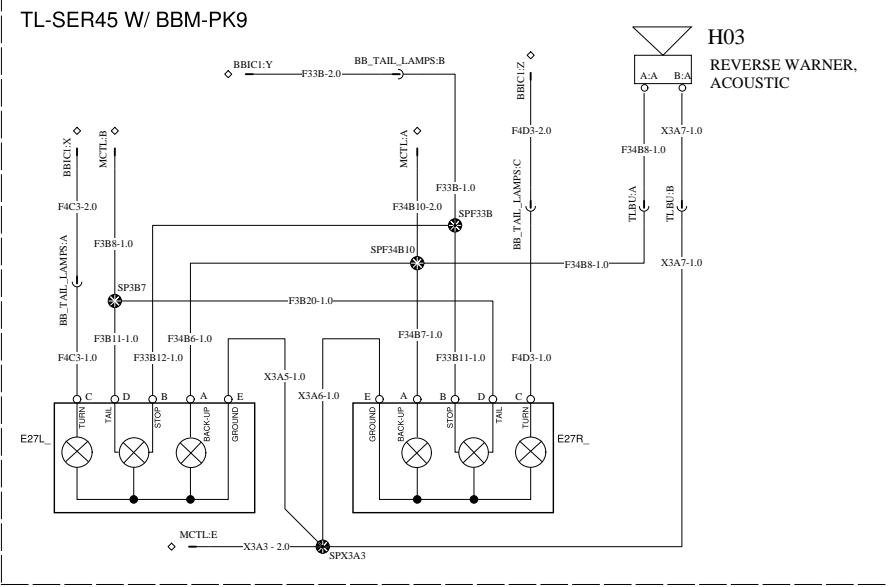 TL-SER45 W/ BBM-PK9
H03
REVERSE WARNER,
ACOUSTIC
A:A
B:A
BBIC1:Y
F33B-2.0
BB_TAIL_LAMPS:B
BBIC1:Z
F4D3-2.0
X3A7-1.0
F34B8-1.0
BBIC1:X
MCTL:B
MCTL:A
BB_TAIL_LAMPS:C
TLBU:A
TLBU:B
F33B-1.0
F4C3-2.0
F34B10-2.0
SPF33B
F3B8-1.0
SPF34B10
F34B8-1.0
X3A7-1.0
BB_TAIL_LAMPS:A
SP3B7
F3B20-1.0
F3B11-1.0
F34B6-1.0
F34B7-1.0
F4C3-1.0
F33B12-1.0
F33B11-1.0
F4D3-1.0
X3A5-1.0
X3A6-1.0
C
D
B
A
E
E
A
B
D
C
TURN
TAIL
STOP
BACK-UP
GROUND
GROUND
BACK-UP
STOP
TAIL
TURN
E27L_
E27R_
MCTL:E
X3A3 - 2.0
SPX3A3